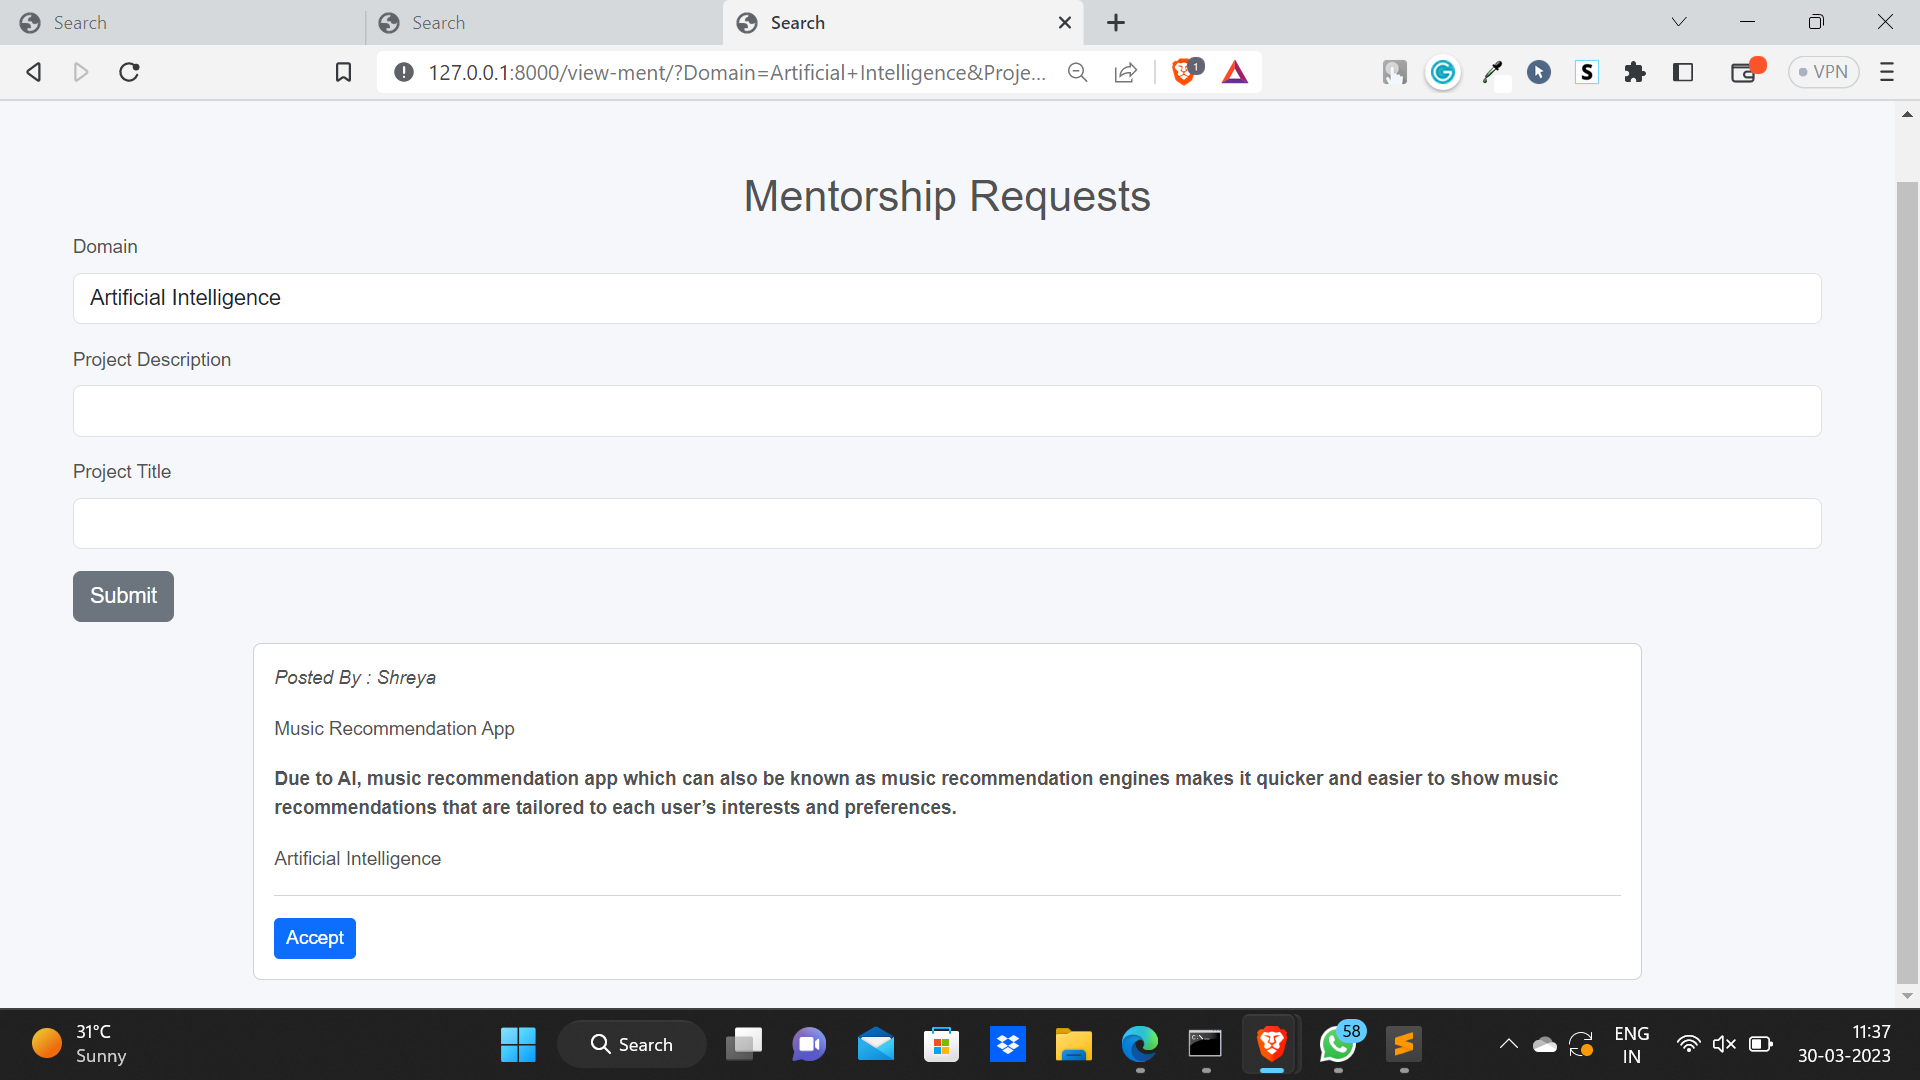 Search
Search
Search
127.0.0.1:8000/view-ment/?Domain=Artificial+Intelligence&Proje...
1
S
VPN
Mentorship Requests
Domain
Artificial Intelligence
Project Description
Project Title
Submit
Posted By : Shreya
Music Recommendation App
Due to AI, music recommendation app which can also be known as music recommendation engines makes it quicker and easier to show music
recommendations that are tailored to each user’s interests and preferences.
Artificial Intelligence
Accept
31°C
Sunny
Search
58
ENG
IN
11:37
30-03-2023